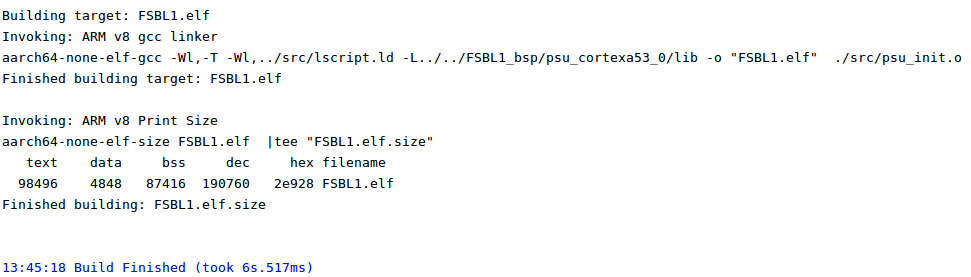 Building target: FSBL1.elf
Invoking: ARM v8 gcc linker
aarch64-none-elf-gcc -Wl,-T -Wl,../src/lscript.ld -L../../FSBL1_bsp/psu_cortexa53_0/lib -o "FSBL1.elf"  ./src/psu_init.o
Finished building target: FSBL1.elf

Invoking: ARM v8 Print Size
aarch64-none-elf-size FSBL1.elf  |tee "FSBL1.elf.size"
   text    data     bss     dec     hex filename
  98496    4848   87416  190760   2e928 FSBL1.elf
Finished building: FSBL1.elf.size

13:45:18 Build Finished (took 6s.517ms)